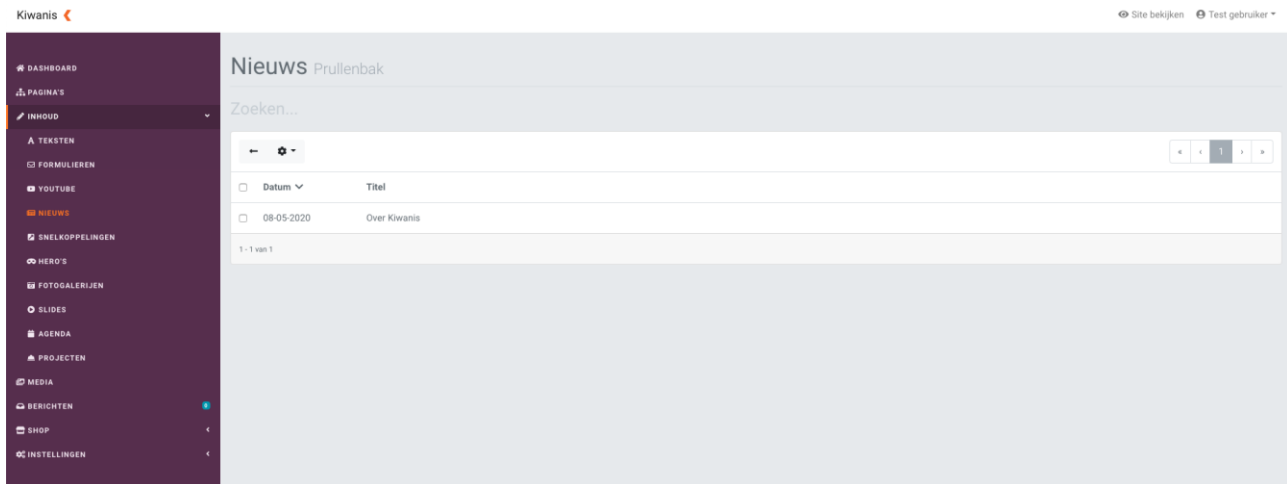 Kiwanis
Site bekijken Test gebruiker
DASHBOARD
PAGINA'S
INHOUD
TEKSTEN
FORMULIEREN
YOUTUBE
NIEUWS
SNELKOPPELINGEN
HERO'S
FOTOGALERIJEN
SLIDES
AGENDA
PROJECTEN
MEDIA
BERICHTEN 0
SHOP
INSTELLINGEN
Nieuws Prullenbak
Zoeken...
« ‹ 1 › »
Datum Titel
08-05-2020 Over Kiwanis
1 - 1 van 1